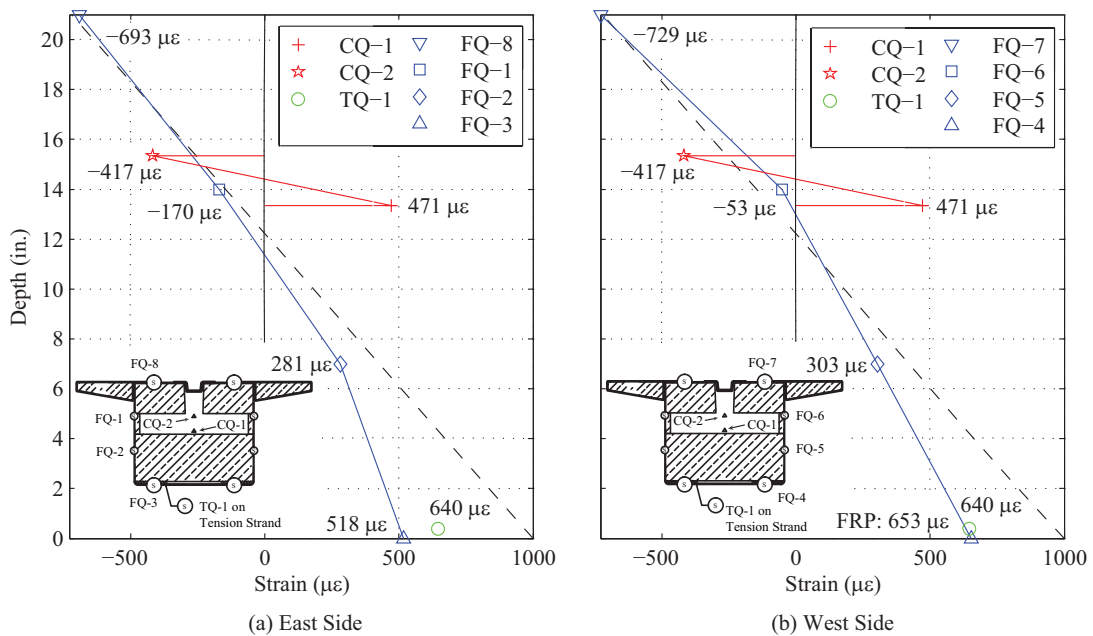 20
18
16
14
12
10
8
6
4
2
0
Depth (in.)
−693 µε
−417 µε
−170 µε
471 µε
281 µε
640 µε
518 µε
CQ−1
CQ−2
TQ−1
FQ−8
FQ−1
FQ−2
FQ−3
FQ-8
S
S
FQ-1
CQ-2
CQ-1
FQ-2
FQ-3
S
S
S
TQ-1 on
Tension Strand
−500
0
500
1000
Strain (µε)
(a) East Side
−729 µε
−417 µε
−53 µε
471 µε
303 µε
640 µε
FRP: 653 µε
CQ−1
CQ−2
TQ−1
FQ−7
FQ−6
FQ−5
FQ−4
FQ-7
S
S
FQ-6
CQ-2
CQ-1
FQ-5
FQ-4
S
S
S
TQ-1 on
Tension Strand
−500
0
500
1000
Strain (µε)
(b) West Side